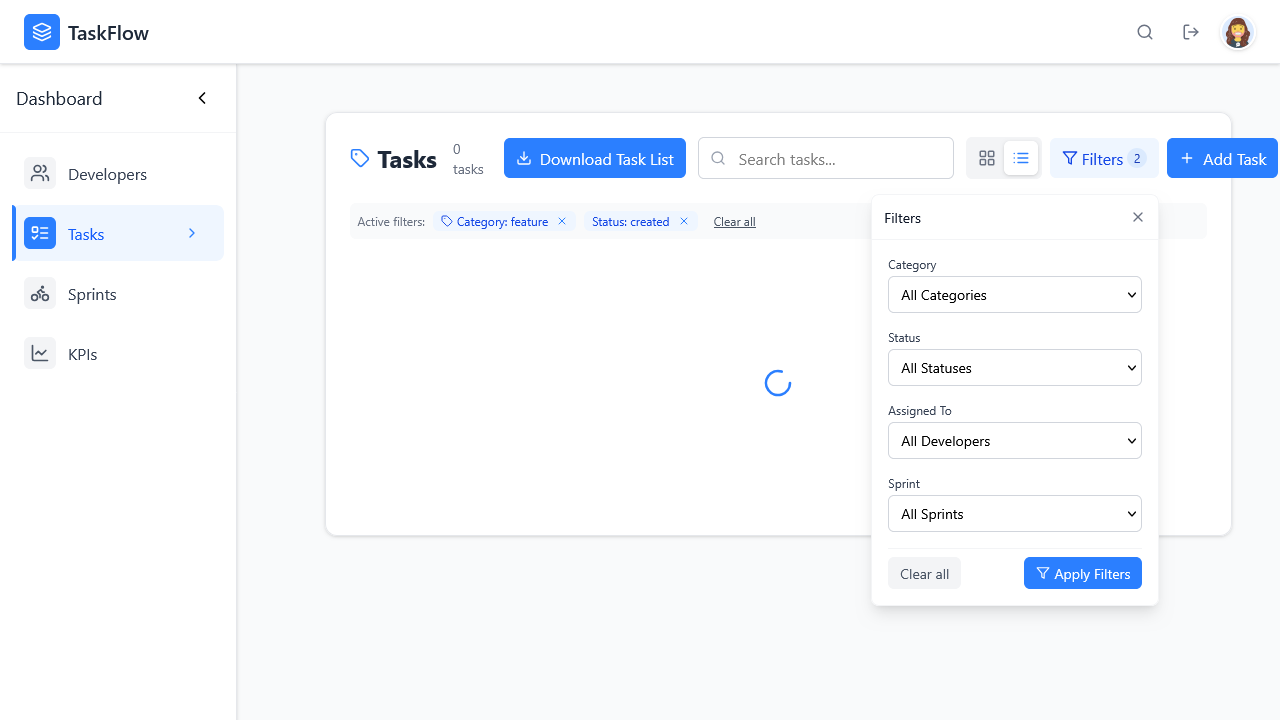 TaskFlow
Dashboard
Developers
Tasks
Sprints
KPIs
Tasks
0
tasks
Download Task List
Search tasks...
Filters 2
Add Task
Active filters:
Category: feature
Status: created
Clear all
Filters
Category
All Categories
Status
All Statuses
Assigned To
All Developers
Sprint
All Sprints
Clear all
Apply Filters